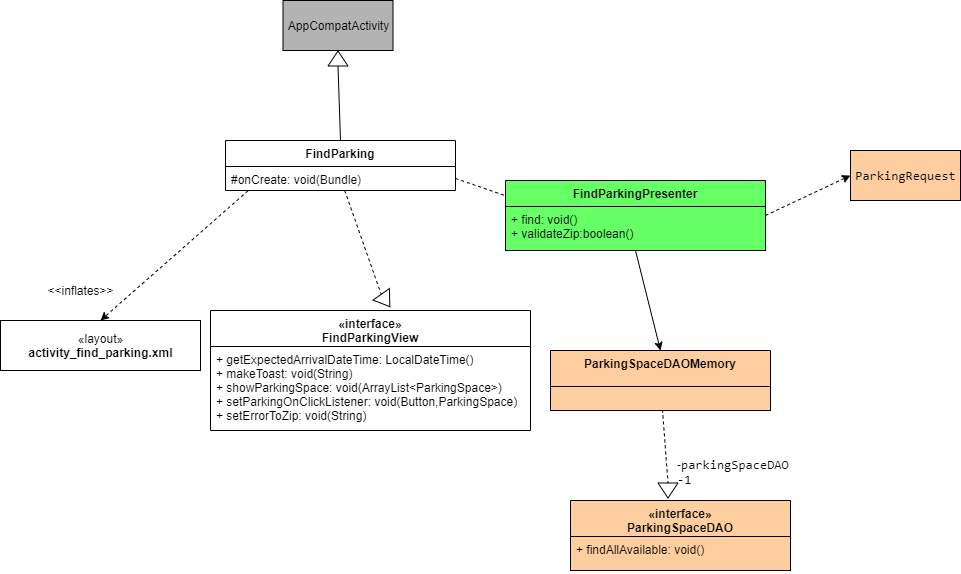 AppCompatActivity
FindParking
#onCreate: void(Bundle)
FindParkingPresenter
+ find: void()
+ validateZip:boolean()
ParkingRequest
<<inflates>>
«layout»
activity_find_parking.xml
«interface»
FindParkingView
+ getExpectedArrivalDateTime: LocalDateTime()
+ makeToast: void(String)
+ showParkingSpace: void(ArrayList<ParkingSpace>)
+ setParkingOnClickListener: void(Button,ParkingSpace)
+ setErrorToZip: void(String)
ParkingSpaceDAOMemory
-parkingSpaceDAO
-1
«interface»
ParkingSpaceDAO
+ findAllAvailable: void()